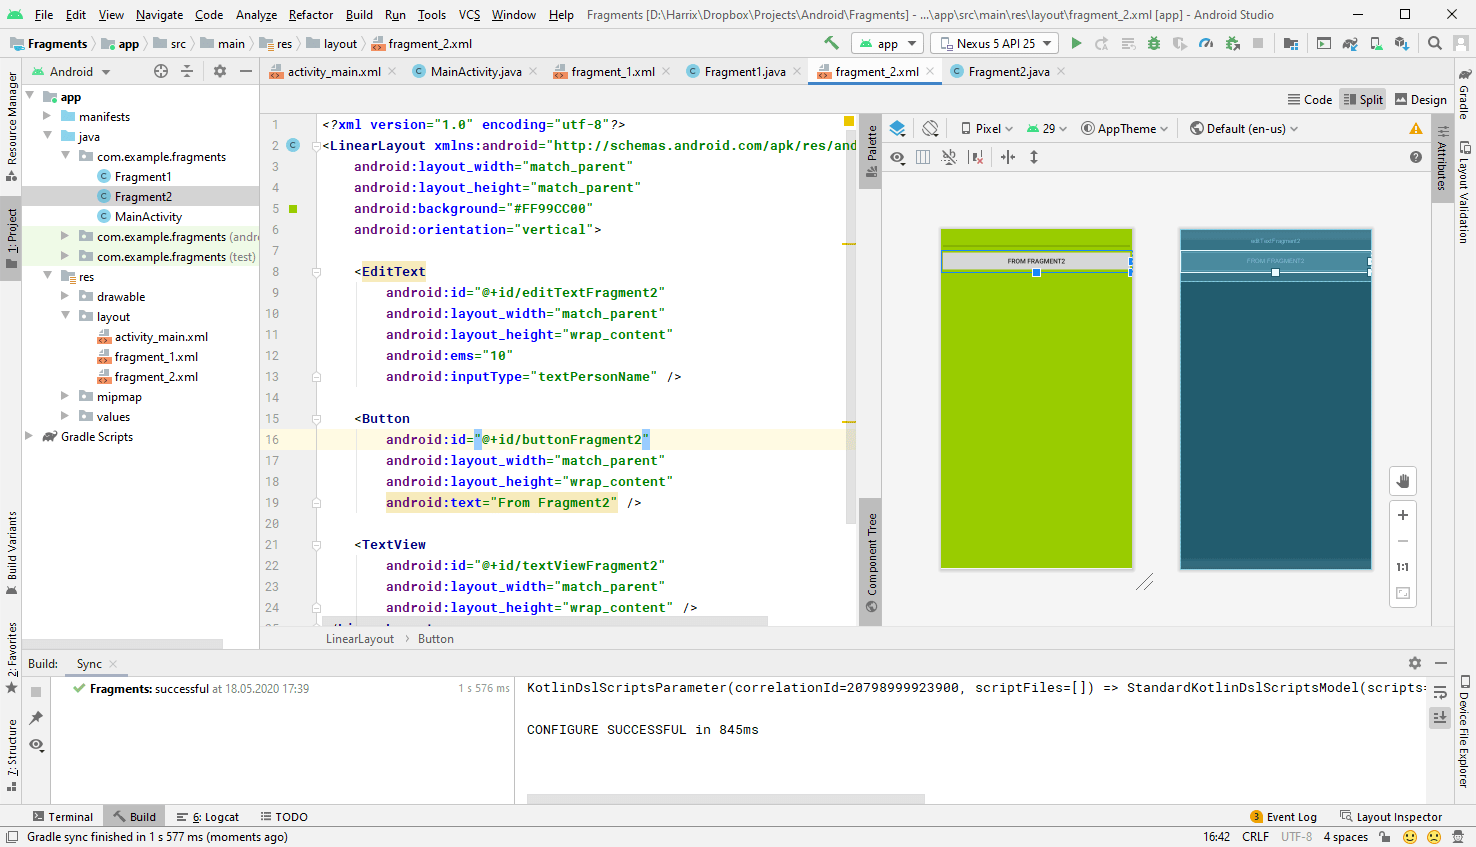 File Edit View Navigate Code Analyze Refactor Build Run Tools VCS Window Help Fragments [D:\Harrix\Dropbox\Projects\Android\Fragments] - ...\app\src\main\res\layout\fragment_2.xml [app] - Android Studio
Fragments app src main res layout fragment_2.xml app Nexus 5 API 25
Android activity_main.xml MainActivity.java fragment_1.xml Fragment1.java fragment_2.xml Fragment2.java
Code Split Design
Resource Manager
1: Project
Build Variants
2: Favorites
7: Structure
app
manifests
java
com.example.fragments
Fragment1
Fragment2
MainActivity
com.example.fragments (andro
com.example.fragments (test)
res
drawable
layout
activity_main.xml
fragment_1.xml
fragment_2.xml
mipmap
values
Gradle Scripts
1 <?xml version="1.0" encoding="utf-8"?>
2 <LinearLayout xmlns:android="http://schemas.android.com/apk/res/and
3 android:layout_width="match_parent"
4 android:layout_height="match_parent"
5 android:background="#FF99CC00"
6 android:orientation="vertical">
7
8 <EditText
9 android:id="@+id/editTextFragment2"
10 android:layout_width="match_parent"
11 android:layout_height="wrap_content"
12 android:ems="10"
13 android:inputType="textPersonName" />
14
15 <Button
16 android:id="@+id/buttonFragment2"
17 android:layout_width="match_parent"
18 android:layout_height="wrap_content"
19 android:text="From Fragment2" />
20
21 <TextView
22 android:id="@+id/textViewFragment2"
23 android:layout_width="match_parent"
24 android:layout_height="wrap_content" />
LinearLayout Button
Palette
Component Tree
Pixel 29 AppTheme Default (en-us)
FROM FRAGMENT2
editTextFragment2
FROM FRAGMENT2
1:1
Attributes
Gradle
Layout Validation
Device File Explorer
Build: Sync
Fragments: successful at 18.05.2020 17:39 1 s 576 ms
KotlinDslScriptsParameter(correlationId=20798999923900, scriptFiles=[]) => StandardKotlinDslScriptsModel(scripts=
CONFIGURE SUCCESSFUL in 845ms
Terminal Build 6: Logcat TODO 3 Event Log Layout Inspector
Gradle sync finished in 1 s 577 ms (moments ago) 16:42 CRLF UTF-8 4 spaces